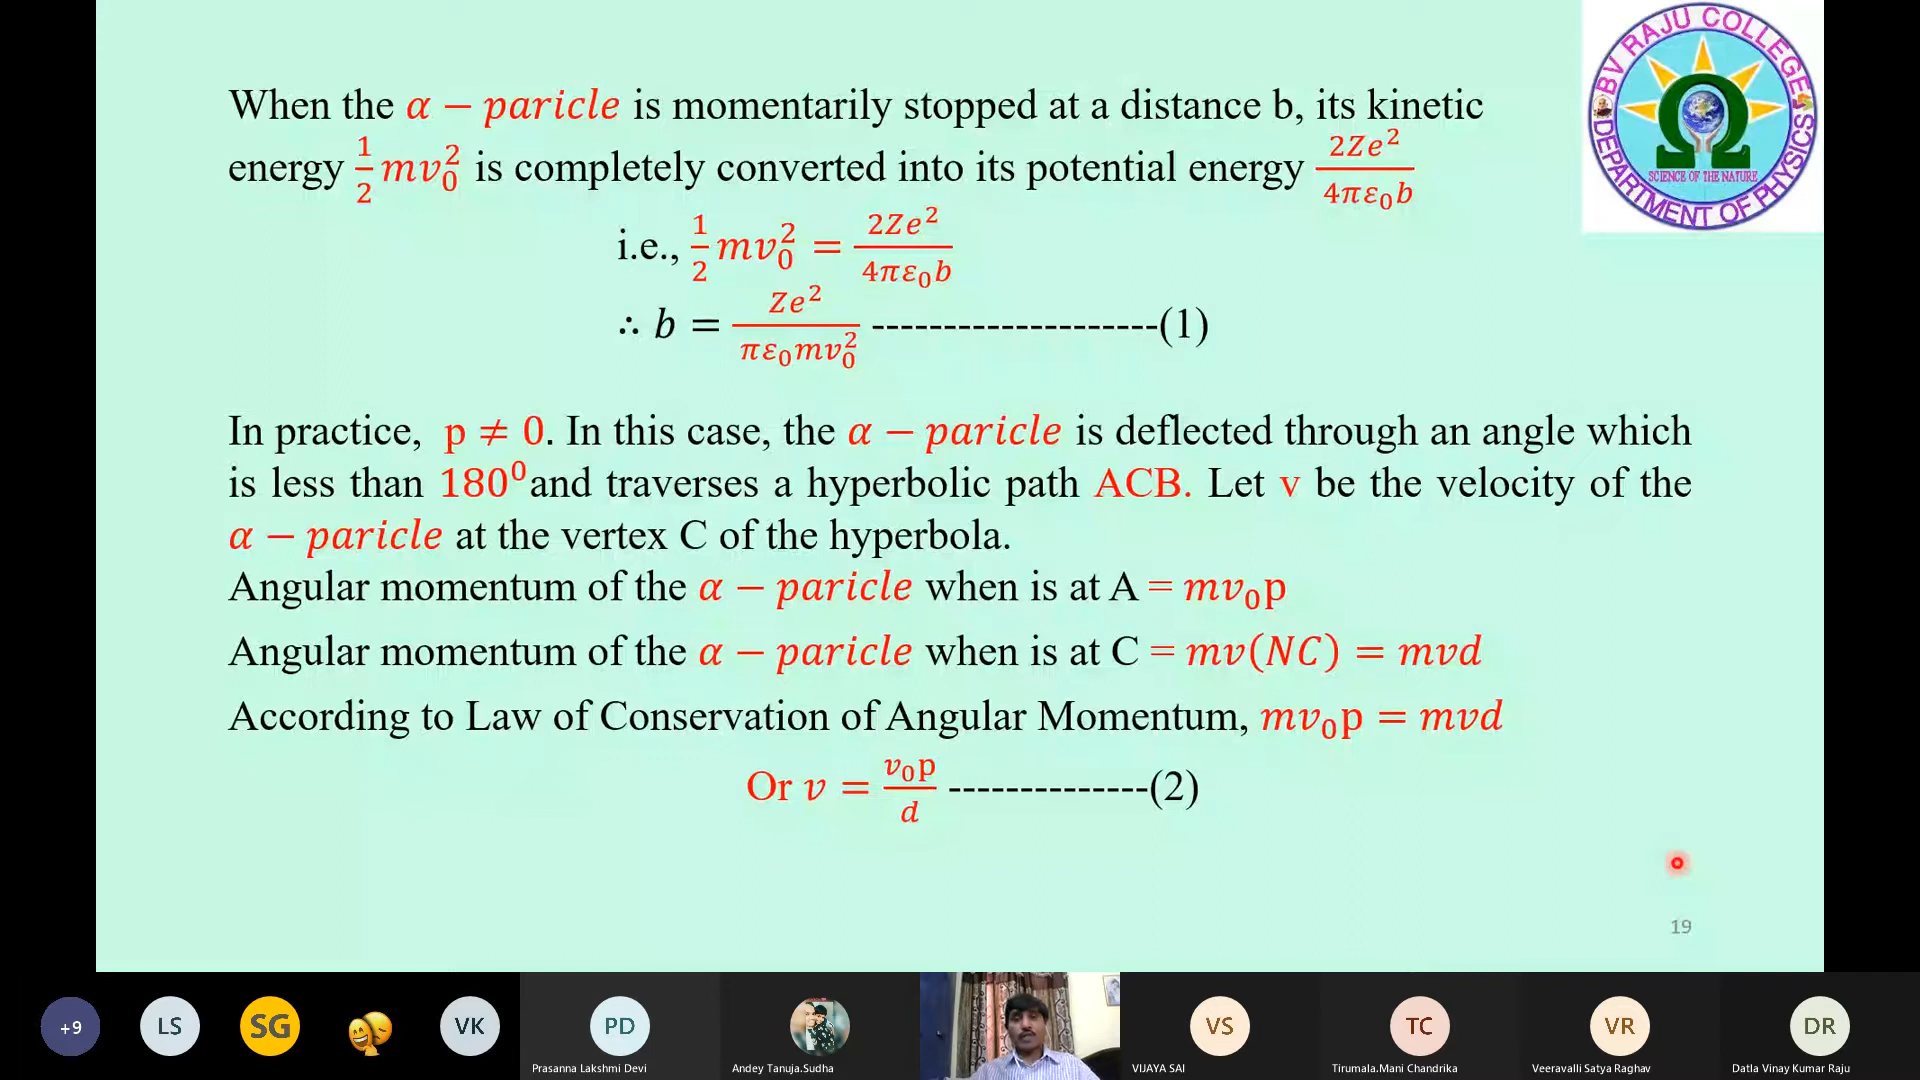 When the α − paricle is momentarily stopped at a distance b, its kinetic
energy 1/2 mv₀² is completely converted into its potential energy 2Ze²/4πε₀b
i.e., 1/2 mv₀² = 2Ze²/4πε₀b
∴ b = Ze²/πε₀mv₀² --------------------(1)
In practice, p ≠ 0. In this case, the α − paricle is deflected through an angle which
is less than 180⁰and traverses a hyperbolic path ACB. Let v be the velocity of the
α − paricle at the vertex C of the hyperbola.
Angular momentum of the α − paricle when is at A = mv₀p
Angular momentum of the α − paricle when is at C = mv(NC) = mvd
According to Law of Conservation of Angular Momentum, mv₀p = mvd
Or v = v₀p/d --------------(2)
BV RAJU COLLEGE
Ω
SCIENCE OF THE NATURE
DEPARTMENT OF PHYSICS
19
+9
LS
SG
VK
PD
VS
TC
VR
DR
Prasanna Lakshmi Devi
Andey Tanuja.Sudha
VIJAYA SAI
Tirumala.Mani Chandrika
Veeravalli Satya Raghav
Datla Vinay Kumar Raju